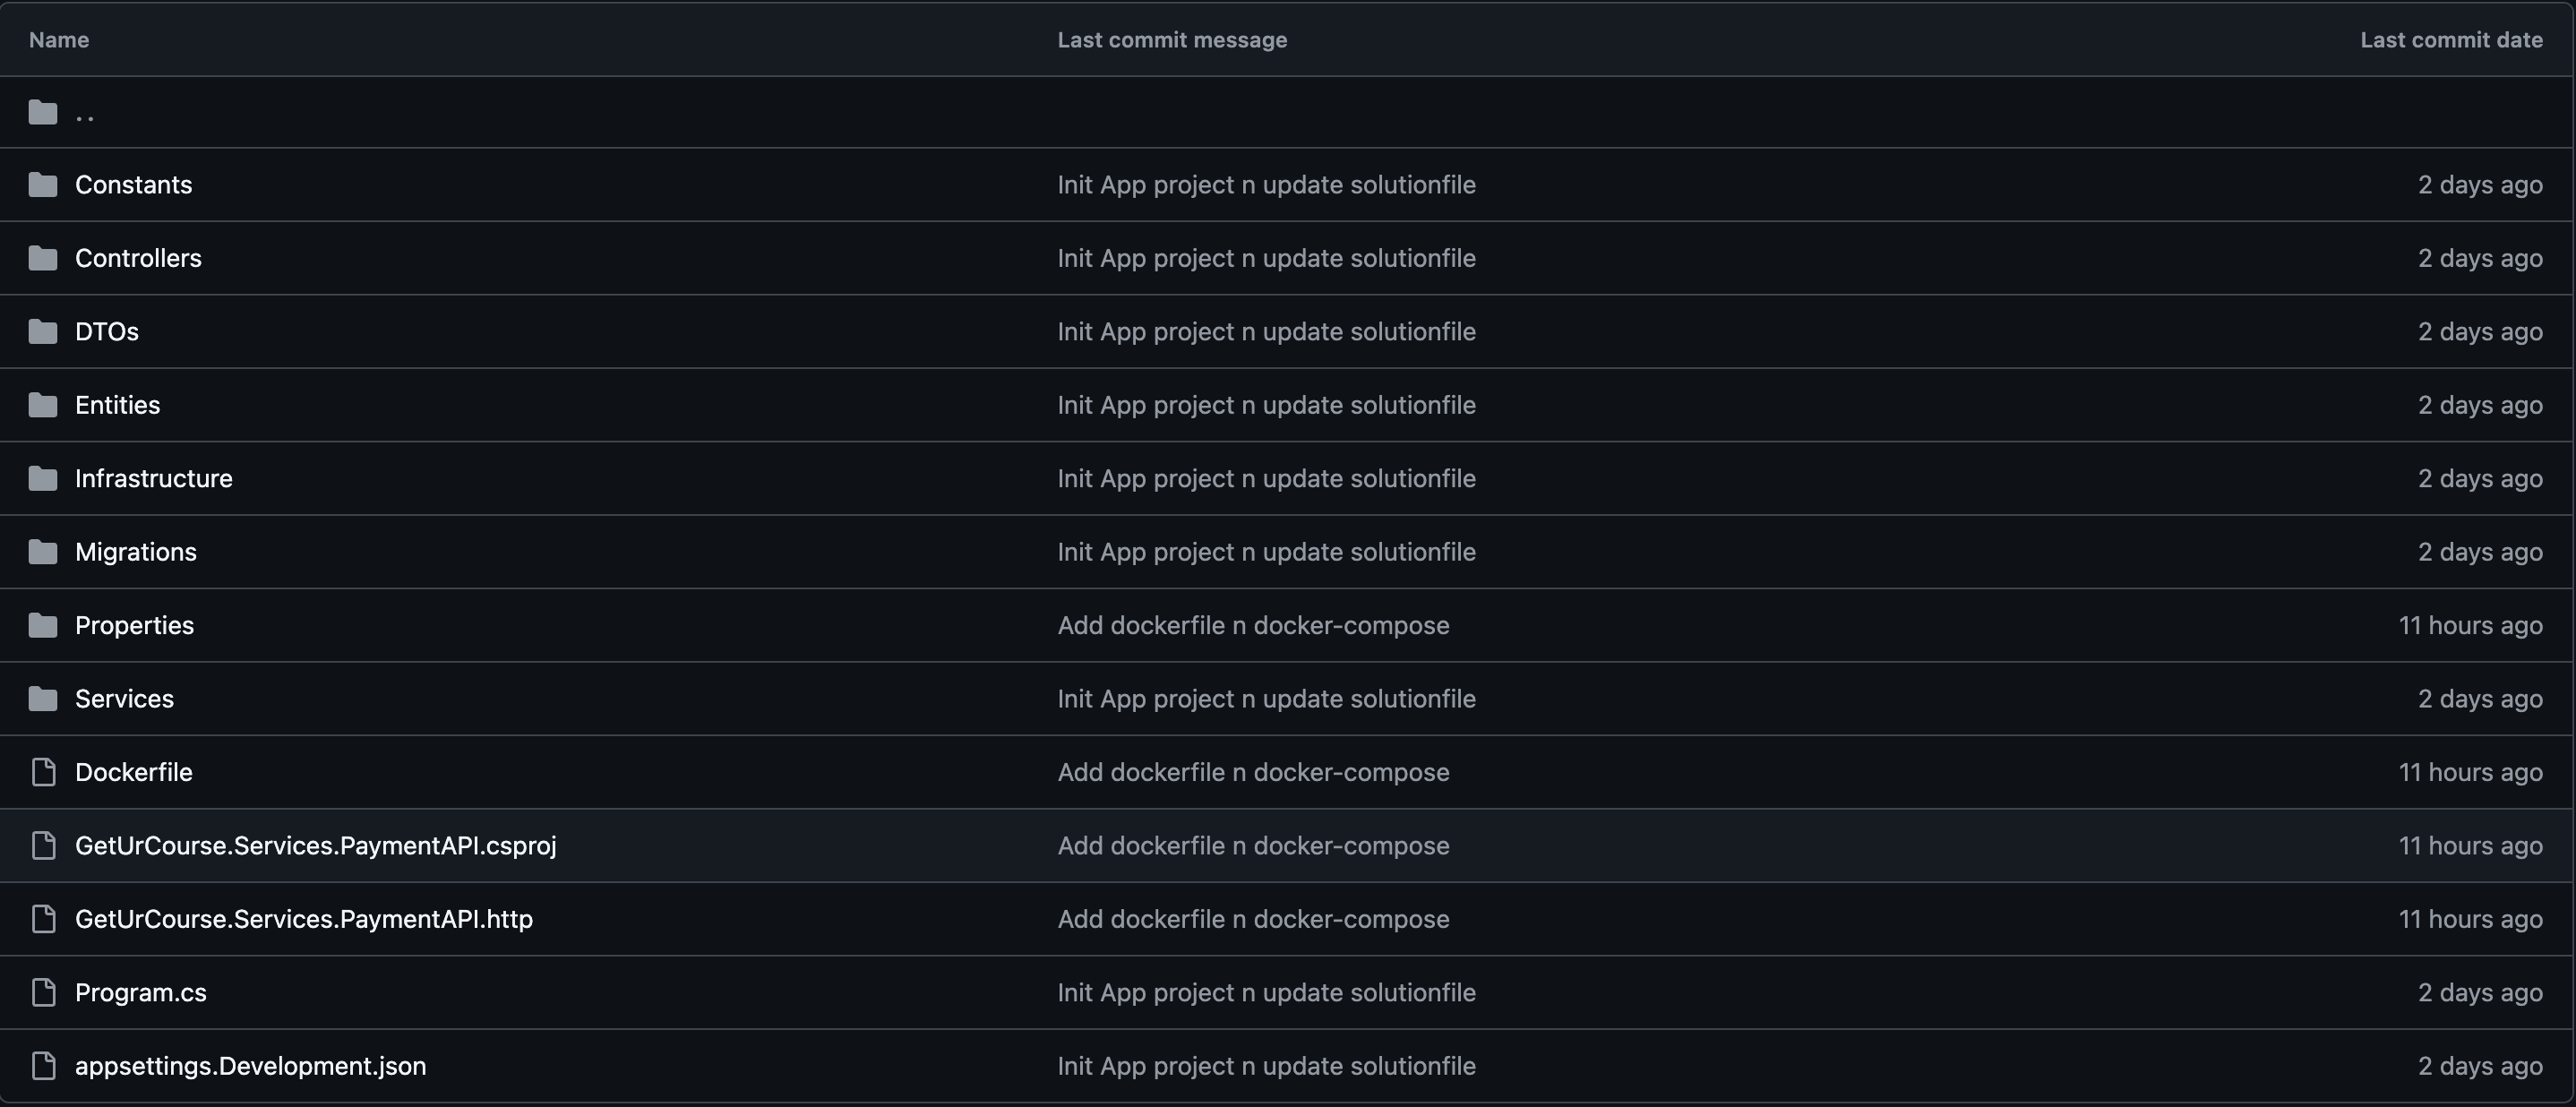 Name Last commit message Last commit date
..
Constants Init App project n update solutionfile 2 days ago
Controllers Init App project n update solutionfile 2 days ago
DTOs Init App project n update solutionfile 2 days ago
Entities Init App project n update solutionfile 2 days ago
Infrastructure Init App project n update solutionfile 2 days ago
Migrations Init App project n update solutionfile 2 days ago
Properties Add dockerfile n docker-compose 11 hours ago
Services Init App project n update solutionfile 2 days ago
Dockerfile Add dockerfile n docker-compose 11 hours ago
GetUrCourse.Services.PaymentAPI.csproj Add dockerfile n docker-compose 11 hours ago
GetUrCourse.Services.PaymentAPI.http Add dockerfile n docker-compose 11 hours ago
Program.cs Init App project n update solutionfile 2 days ago
appsettings.Development.json Init App project n update solutionfile 2 days ago